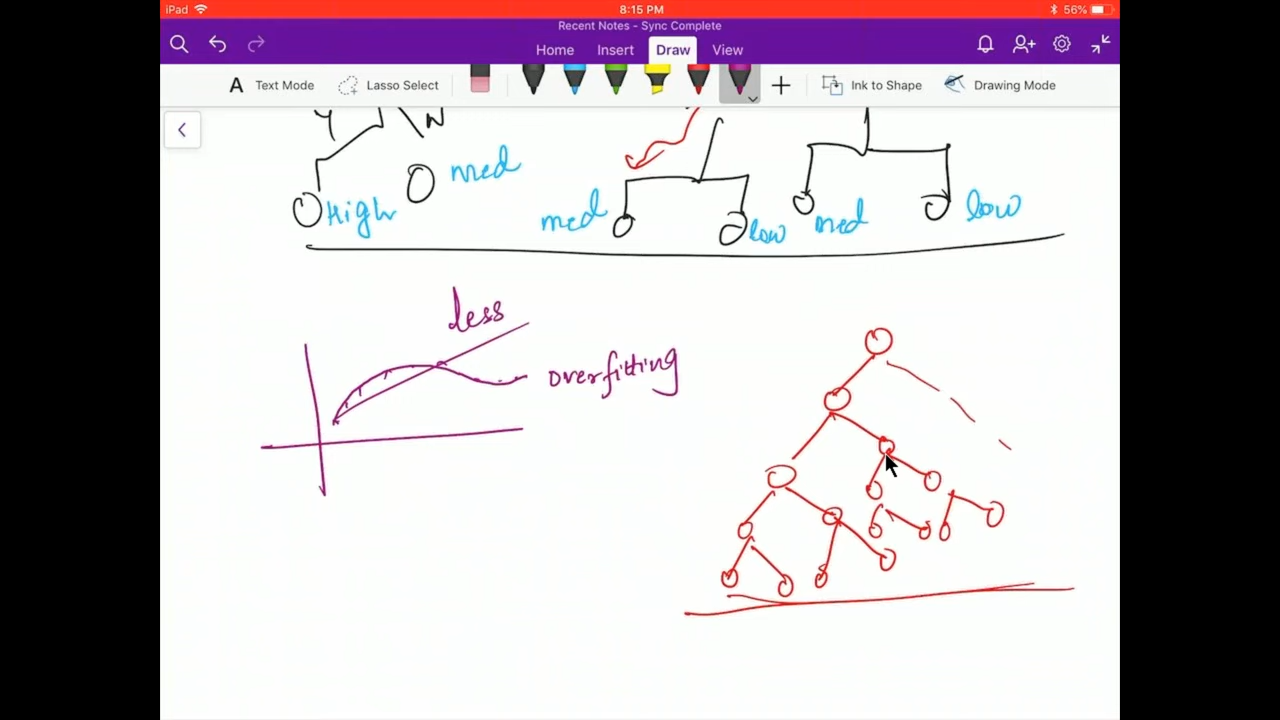 iPad 8:15 PM 56%
Recent Notes - Sync Complete
Home Insert Draw View
A Text Mode Lasso Select Ink to Shape Drawing Mode
Y N
High med
med low med low
less
overfitting